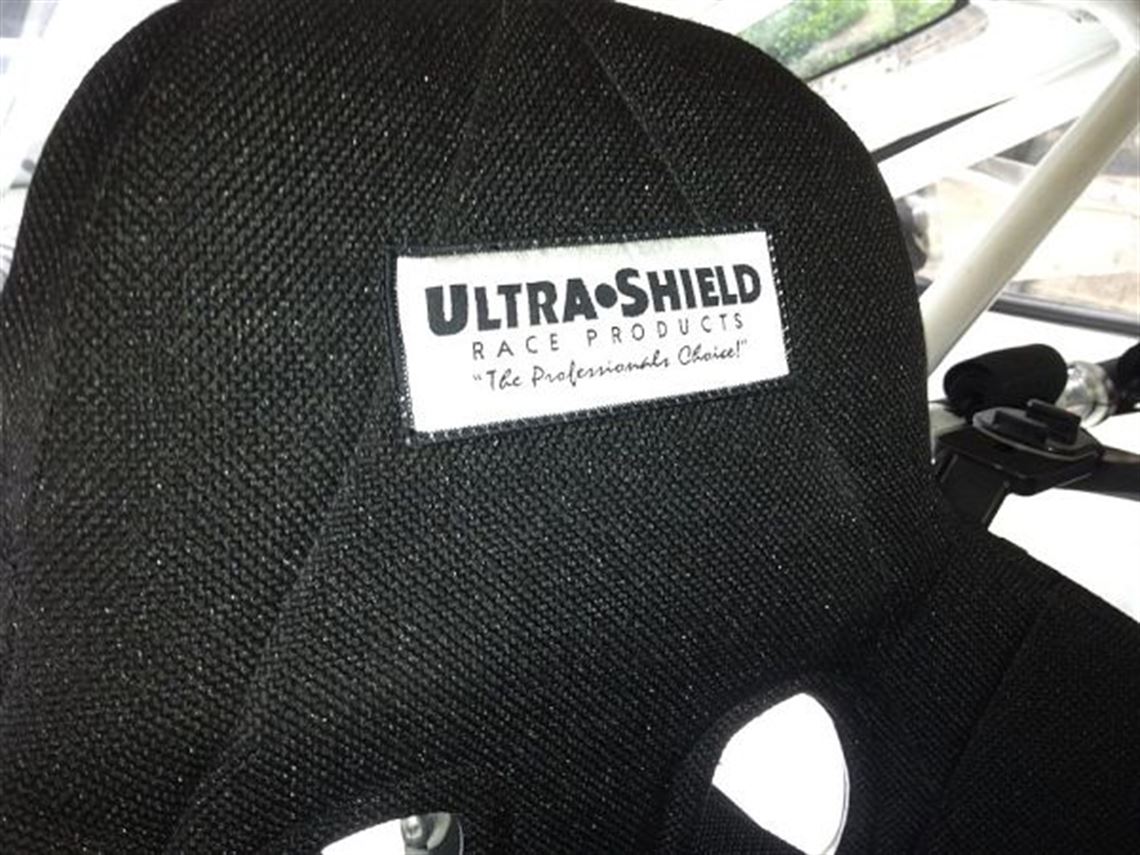 ULTRA•SHIELD
RACE PRODUCTS
"The Professionals Choice!"